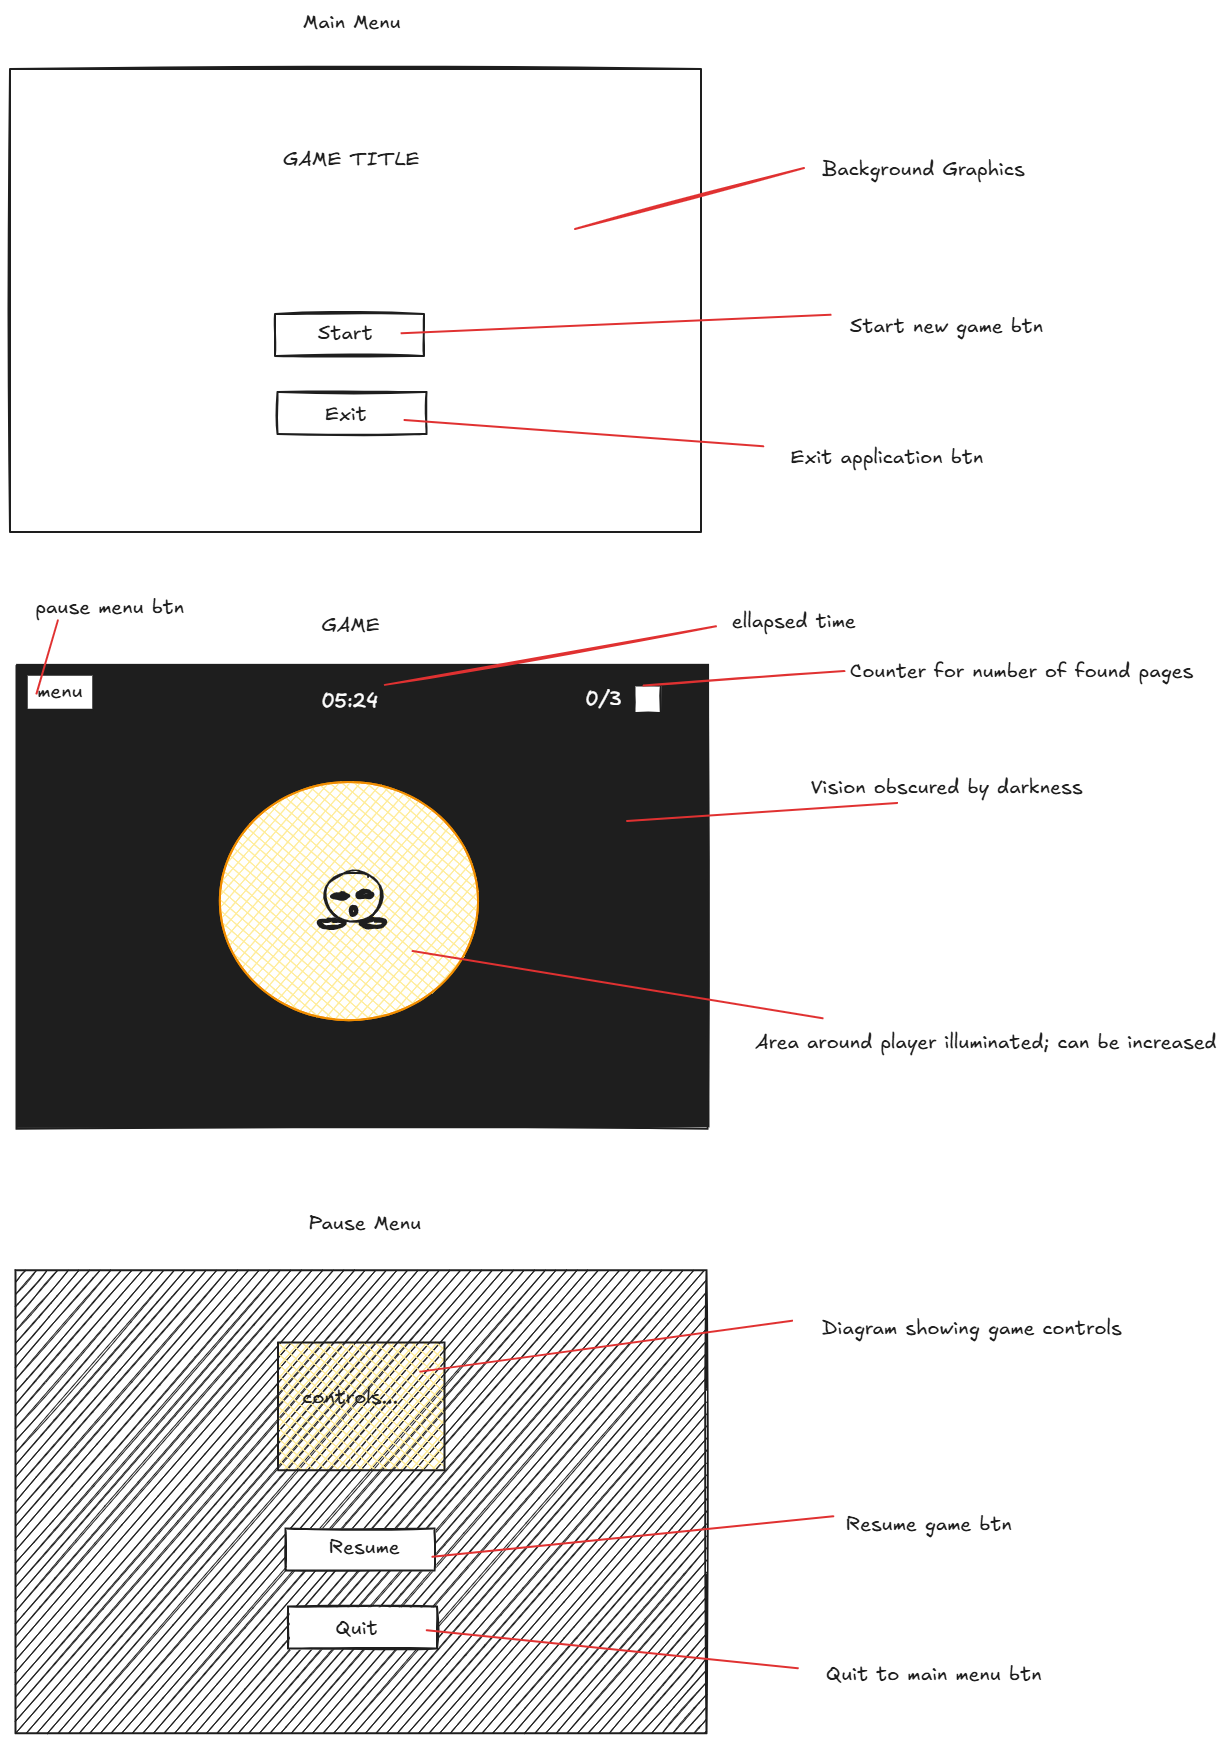 Main Menu
GAME TITLE
Background Graphics
Start
Start new game btn
Exit
Exit application btn
pause menu btn
GAME
ellapsed time
menu
05:24
0/3
Counter for number of found pages
Vision obscured by darkness
Area around player illuminated; can be increased
Pause Menu
Diagram showing game controls
controls...
Resume
Resume game btn
Quit
Quit to main menu btn